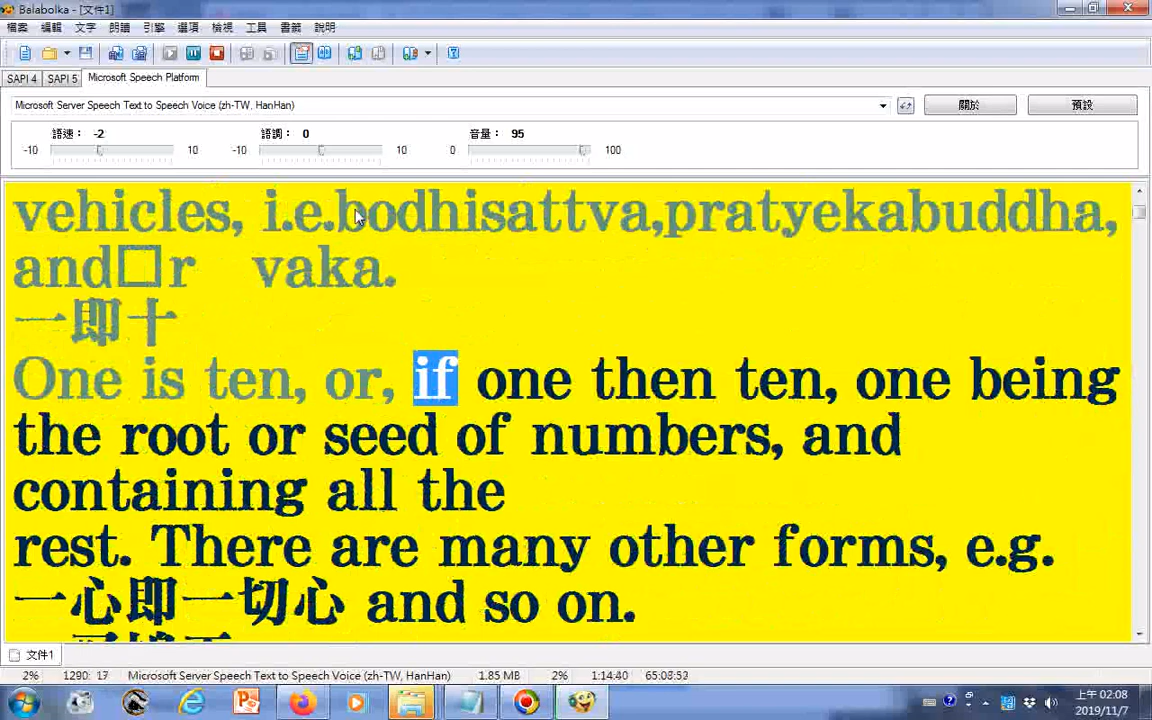 Balabolka - [文件1]
檔案 編輯 文字 朗讀 引擎 選項 檢視 工具 書籤 說明
SAPI 4 SAPI 5 Microsoft Speech Platform
Microsoft Server Speech Text to Speech Voice (zh-TW, HanHan) 關於 預設
語速： -2 語調： 0 音量： 95
-10 10 -10 10 0 100
vehicles, i.e.bodhisattva,pratyekabuddha,
and□r vaka.
一即十
One is ten, or, if one then ten, one being
the root or seed of numbers, and
containing all the
rest. There are many other forms, e.g.
一心即一切心 and so on.
文件1
2% 1290: 17 Microsoft Server Speech Text to Speech Voice (zh-TW, HanHan) 1.85 MB 2% 1:14:40 65:08:53
上午 02:08
2019/11/7